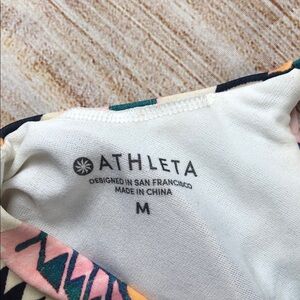 ATHLETA
DESIGNED IN SAN FRANCISCO
MADE IN CHINA
M